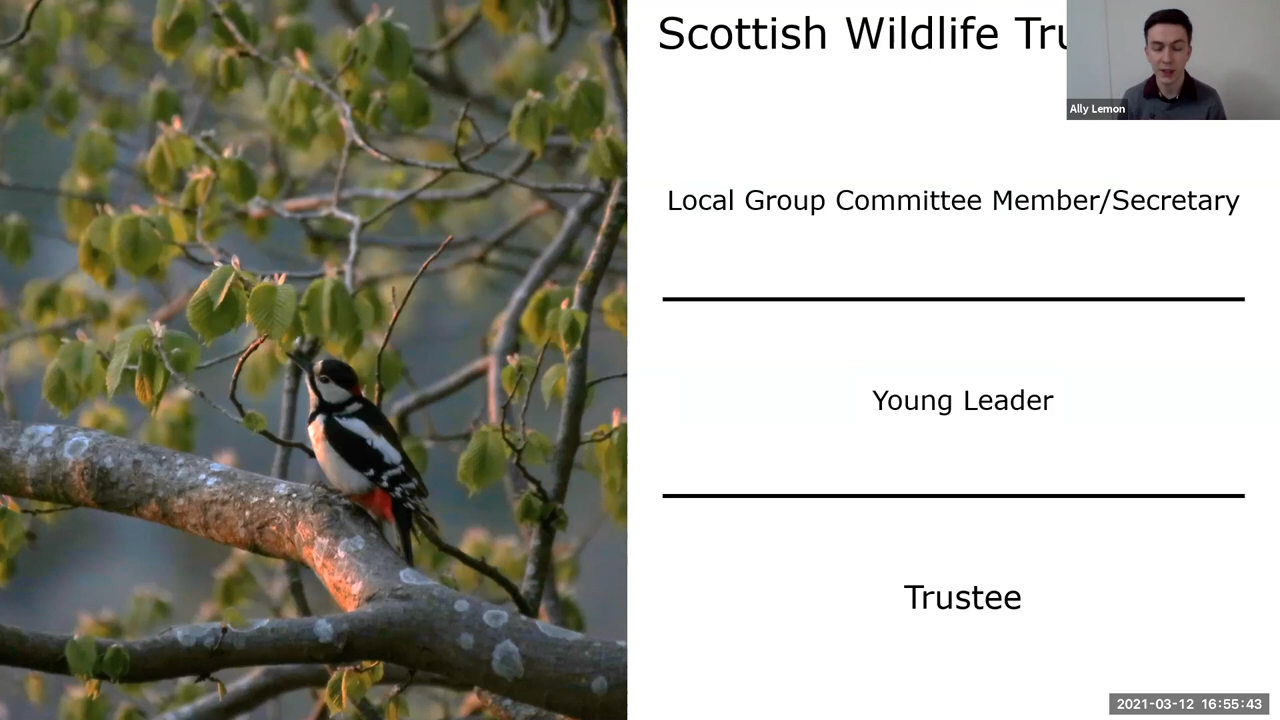 Scottish Wildlife Tru
Ally Lemon
Local Group Committee Member/Secretary
Young Leader
Trustee
2021-03-12 16:55:43